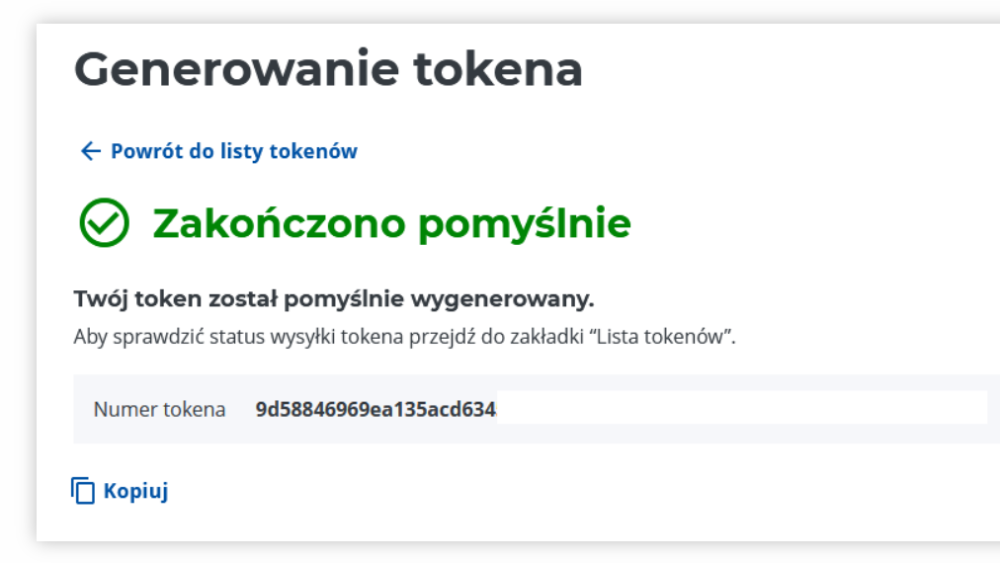 Generowanie tokena
Powrót do listy tokenów
Zakończono pomyślnie
Twój token został pomyślnie wygenerowany.
Aby sprawdzić status wysyłki tokena przejdź do zakładki “Lista tokenów”.
Numer tokena 9d58846969ea135acd634
Kopiuj